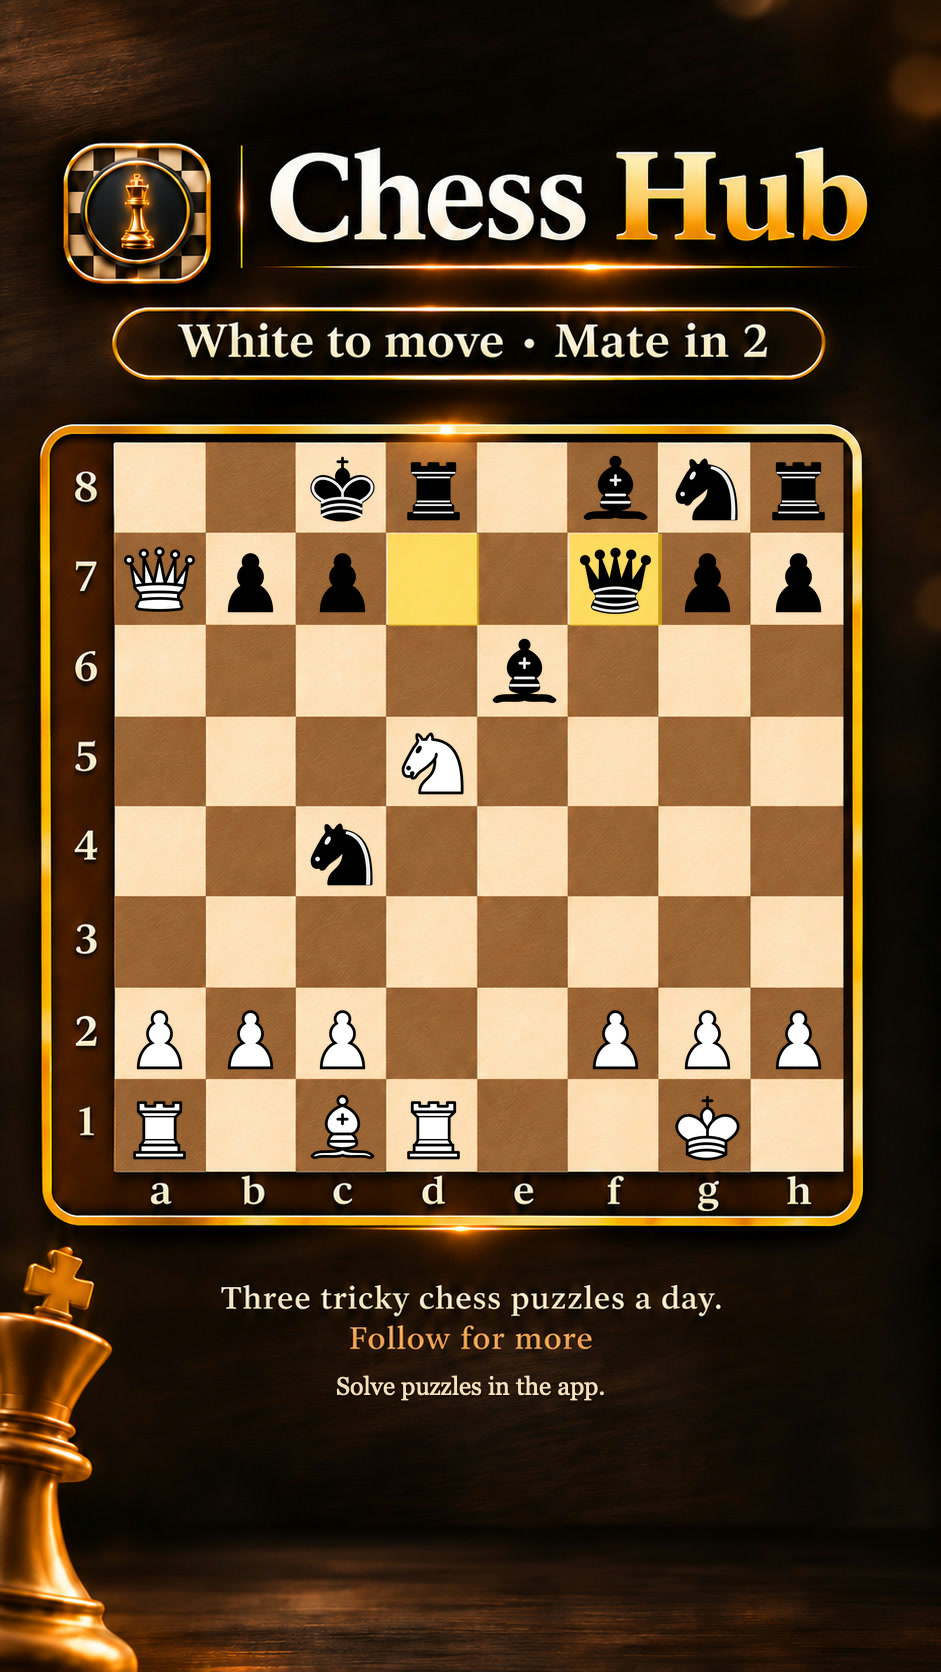 Chess Hub
White to move · Mate in 2
8
7
6
5
4
3
2
1
a b c d e f g h
Three tricky chess puzzles a day.
Follow for more
Solve puzzles in the app.